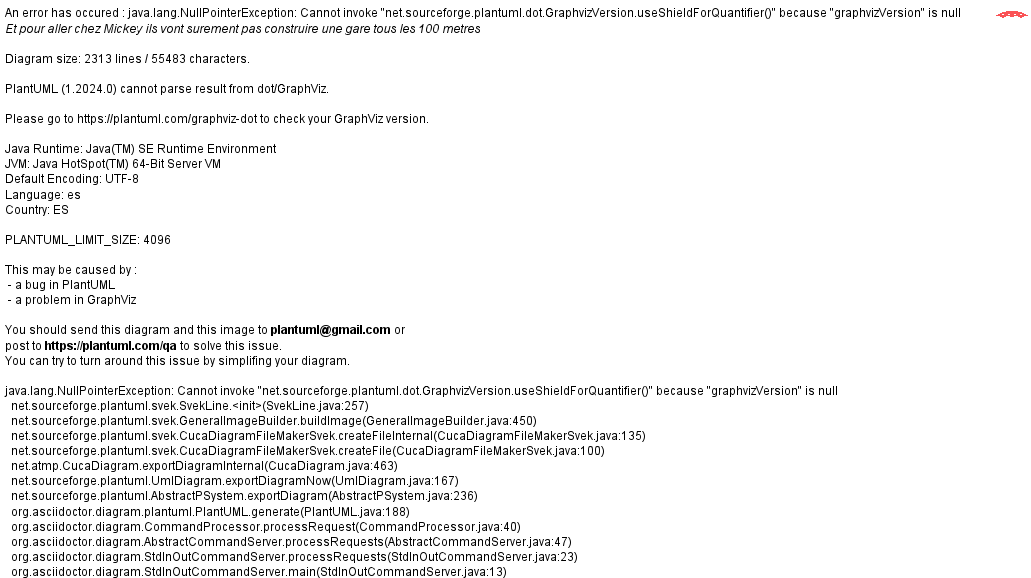 An error has occured : java.lang.NullPointerException: Cannot invoke "net.sourceforge.plantuml.dot.GraphvizVersion.useShieldForQuantifier()" because "graphvizVersion" is null
Et pour aller chez Mickey ils vont surement pas construire une gare tous les 100 metres
Diagram size: 2313 lines / 55483 characters.
PlantUML (1.2024.0) cannot parse result from dot/GraphViz.
Please go to https://plantuml.com/graphviz-dot to check your GraphViz version.
Java Runtime: Java(TM) SE Runtime Environment
JVM: Java HotSpot(TM) 64-Bit Server VM
Default Encoding: UTF-8
Language: es
Country: ES
PLANTUML_LIMIT_SIZE: 4096
This may be caused by :
- a bug in PlantUML
- a problem in GraphViz
You should send this diagram and this image to plantuml@gmail.com or
post to https://plantuml.com/qa to solve this issue.
You can try to turn around this issue by simplifing your diagram.
java.lang.NullPointerException: Cannot invoke "net.sourceforge.plantuml.dot.GraphvizVersion.useShieldForQuantifier()" because "graphvizVersion" is null
net.sourceforge.plantuml.svek.SvekLine.<init>(SvekLine.java:257)
net.sourceforge.plantuml.svek.GeneralImageBuilder.buildImage(GeneralImageBuilder.java:450)
net.sourceforge.plantuml.svek.CucaDiagramFileMakerSvek.createFileInternal(CucaDiagramFileMakerSvek.java:135)
net.sourceforge.plantuml.svek.CucaDiagramFileMakerSvek.createFile(CucaDiagramFileMakerSvek.java:100)
net.atmp.CucaDiagram.exportDiagramInternal(CucaDiagram.java:463)
net.sourceforge.plantuml.UmlDiagram.exportDiagramNow(UmlDiagram.java:167)
net.sourceforge.plantuml.AbstractPSystem.exportDiagram(AbstractPSystem.java:236)
org.asciidoctor.diagram.plantuml.PlantUML.generate(PlantUML.java:188)
org.asciidoctor.diagram.CommandProcessor.processRequest(CommandProcessor.java:40)
org.asciidoctor.diagram.AbstractCommandServer.processRequests(AbstractCommandServer.java:47)
org.asciidoctor.diagram.StdInOutCommandServer.processRequests(StdInOutCommandServer.java:23)
org.asciidoctor.diagram.StdInOutCommandServer.main(StdInOutCommandServer.java:13)